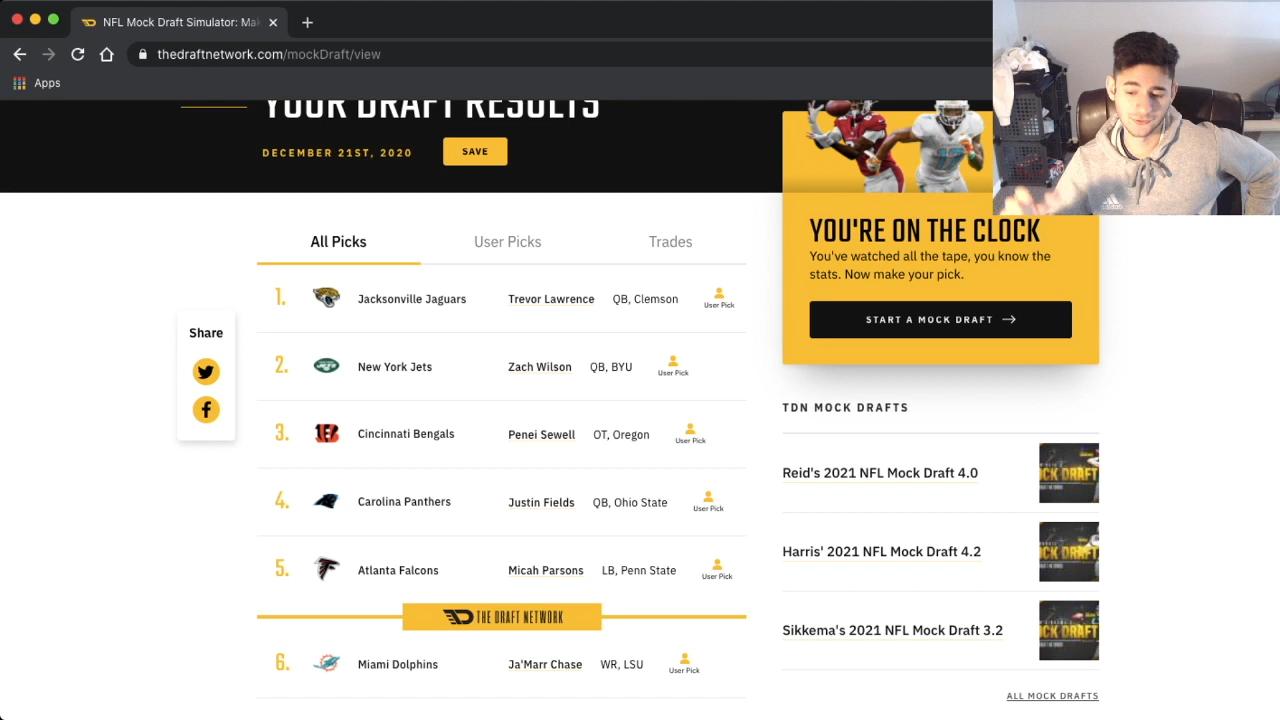 NFL Mock Draft Simulator: Mak
thedraftnetwork.com/mockDraft/view
Apps
YOUR DRAFT RESULTS
DECEMBER 21ST, 2020
SAVE
All Picks
User Picks
Trades
Share
1.
Jacksonville Jaguars
Trevor Lawrence
QB, Clemson
User Pick
2.
New York Jets
Zach Wilson
QB, BYU
User Pick
3.
Cincinnati Bengals
Penei Sewell
OT, Oregon
User Pick
4.
Carolina Panthers
Justin Fields
QB, Ohio State
User Pick
5.
Atlanta Falcons
Micah Parsons
LB, Penn State
User Pick
THE DRAFT NETWORK
6.
Miami Dolphins
Ja'Marr Chase
WR, LSU
User Pick
YOU'RE ON THE CLOCK
You've watched all the tape, you know the
stats. Now make your pick.
START A MOCK DRAFT
TDN MOCK DRAFTS
Reid's 2021 NFL Mock Draft 4.0
Harris' 2021 NFL Mock Draft 4.2
Sikkema's 2021 NFL Mock Draft 3.2
ALL MOCK DRAFTS